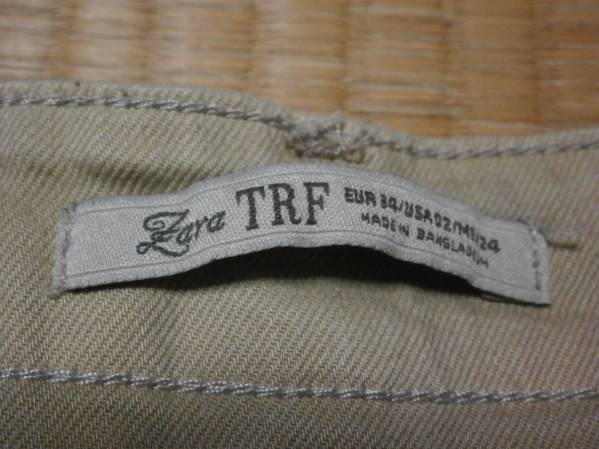 Zara TRF
EUR 34/USA 02/MEX 24
MADE IN BANGLADESH